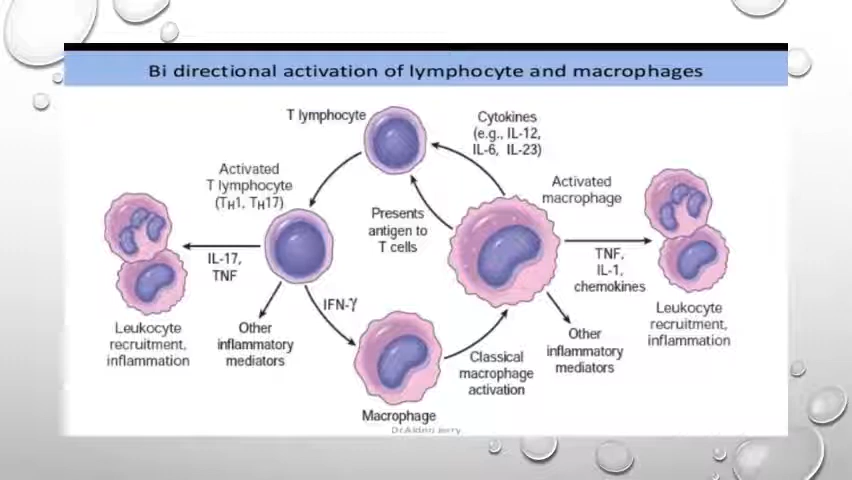 Bi directional activation of lymphocyte and macrophages
T lymphocyte
Cytokines
(e.g., IL-12,
IL-6, IL-23)
Activated
T lymphocyte
(TH1, TH17)
Activated
macrophage
Presents
antigen to
T cells
IL-17,
TNF
TNF,
IL-1,
chemokines
IFN-γ
Leukocyte
recruitment,
inflammation
Other
inflammatory
mediators
Classical
macrophage
activation
Other
inflammatory
mediators
Leukocyte
recruitment,
inflammation
Macrophage